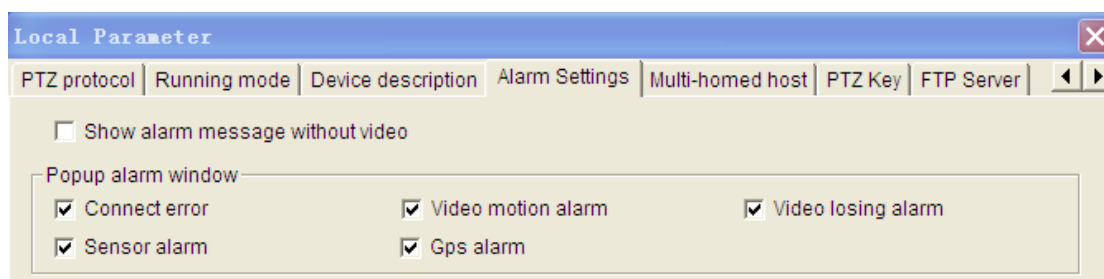 Local Parameter
PTZ protocol Running mode Device description Alarm Settings Multi-homed host PTZ Key FTP Server
Show alarm message without video
Popup alarm window
Connect error Video motion alarm Video losing alarm
Sensor alarm Gps alarm